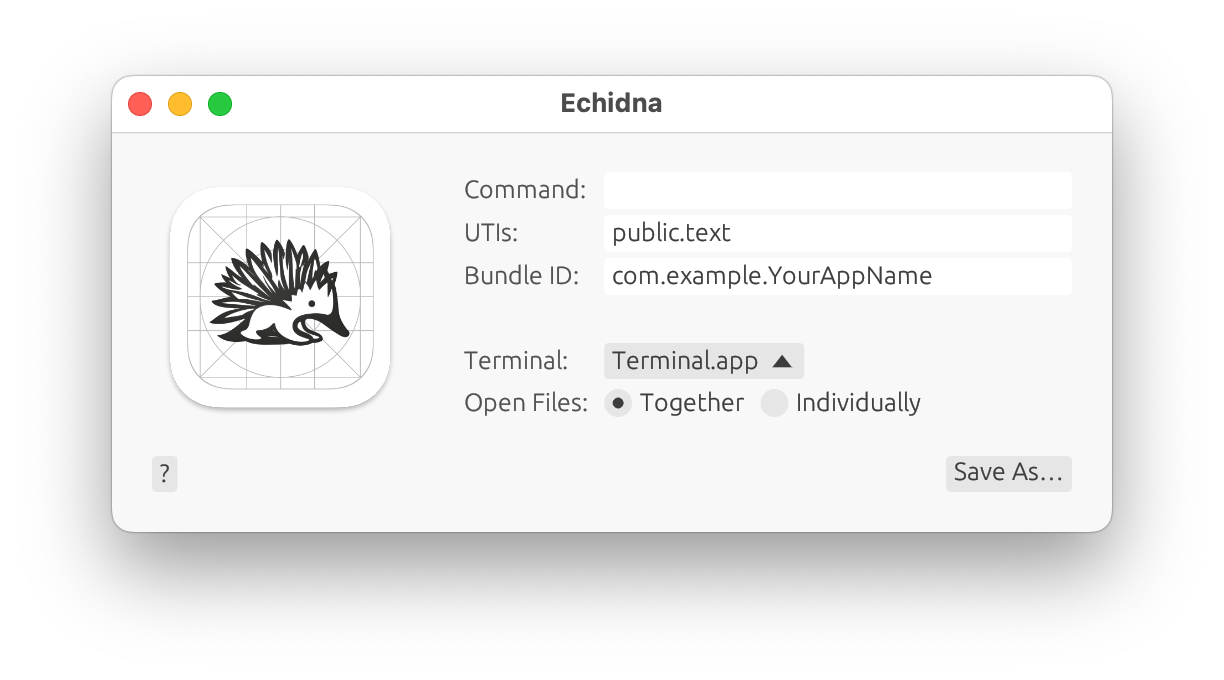 Echidna
Command:
UTIs: public.text
Bundle ID: com.example.YourAppName
Terminal: Terminal.app
Open Files: Together Individually
? Save As…